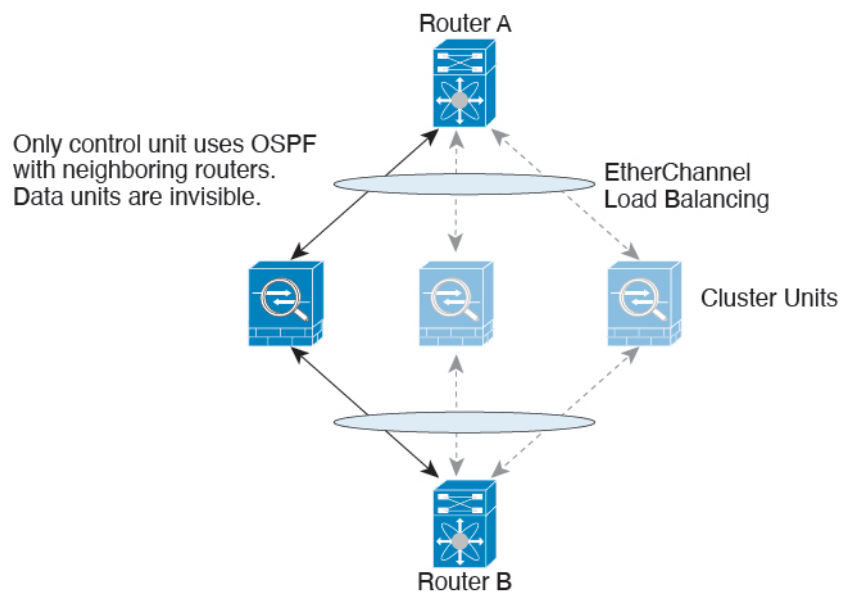 Router A
Only control unit uses OSPF
with neighboring routers.
Data units are invisible.
EtherChannel
Load Balancing
Cluster Units
Router B